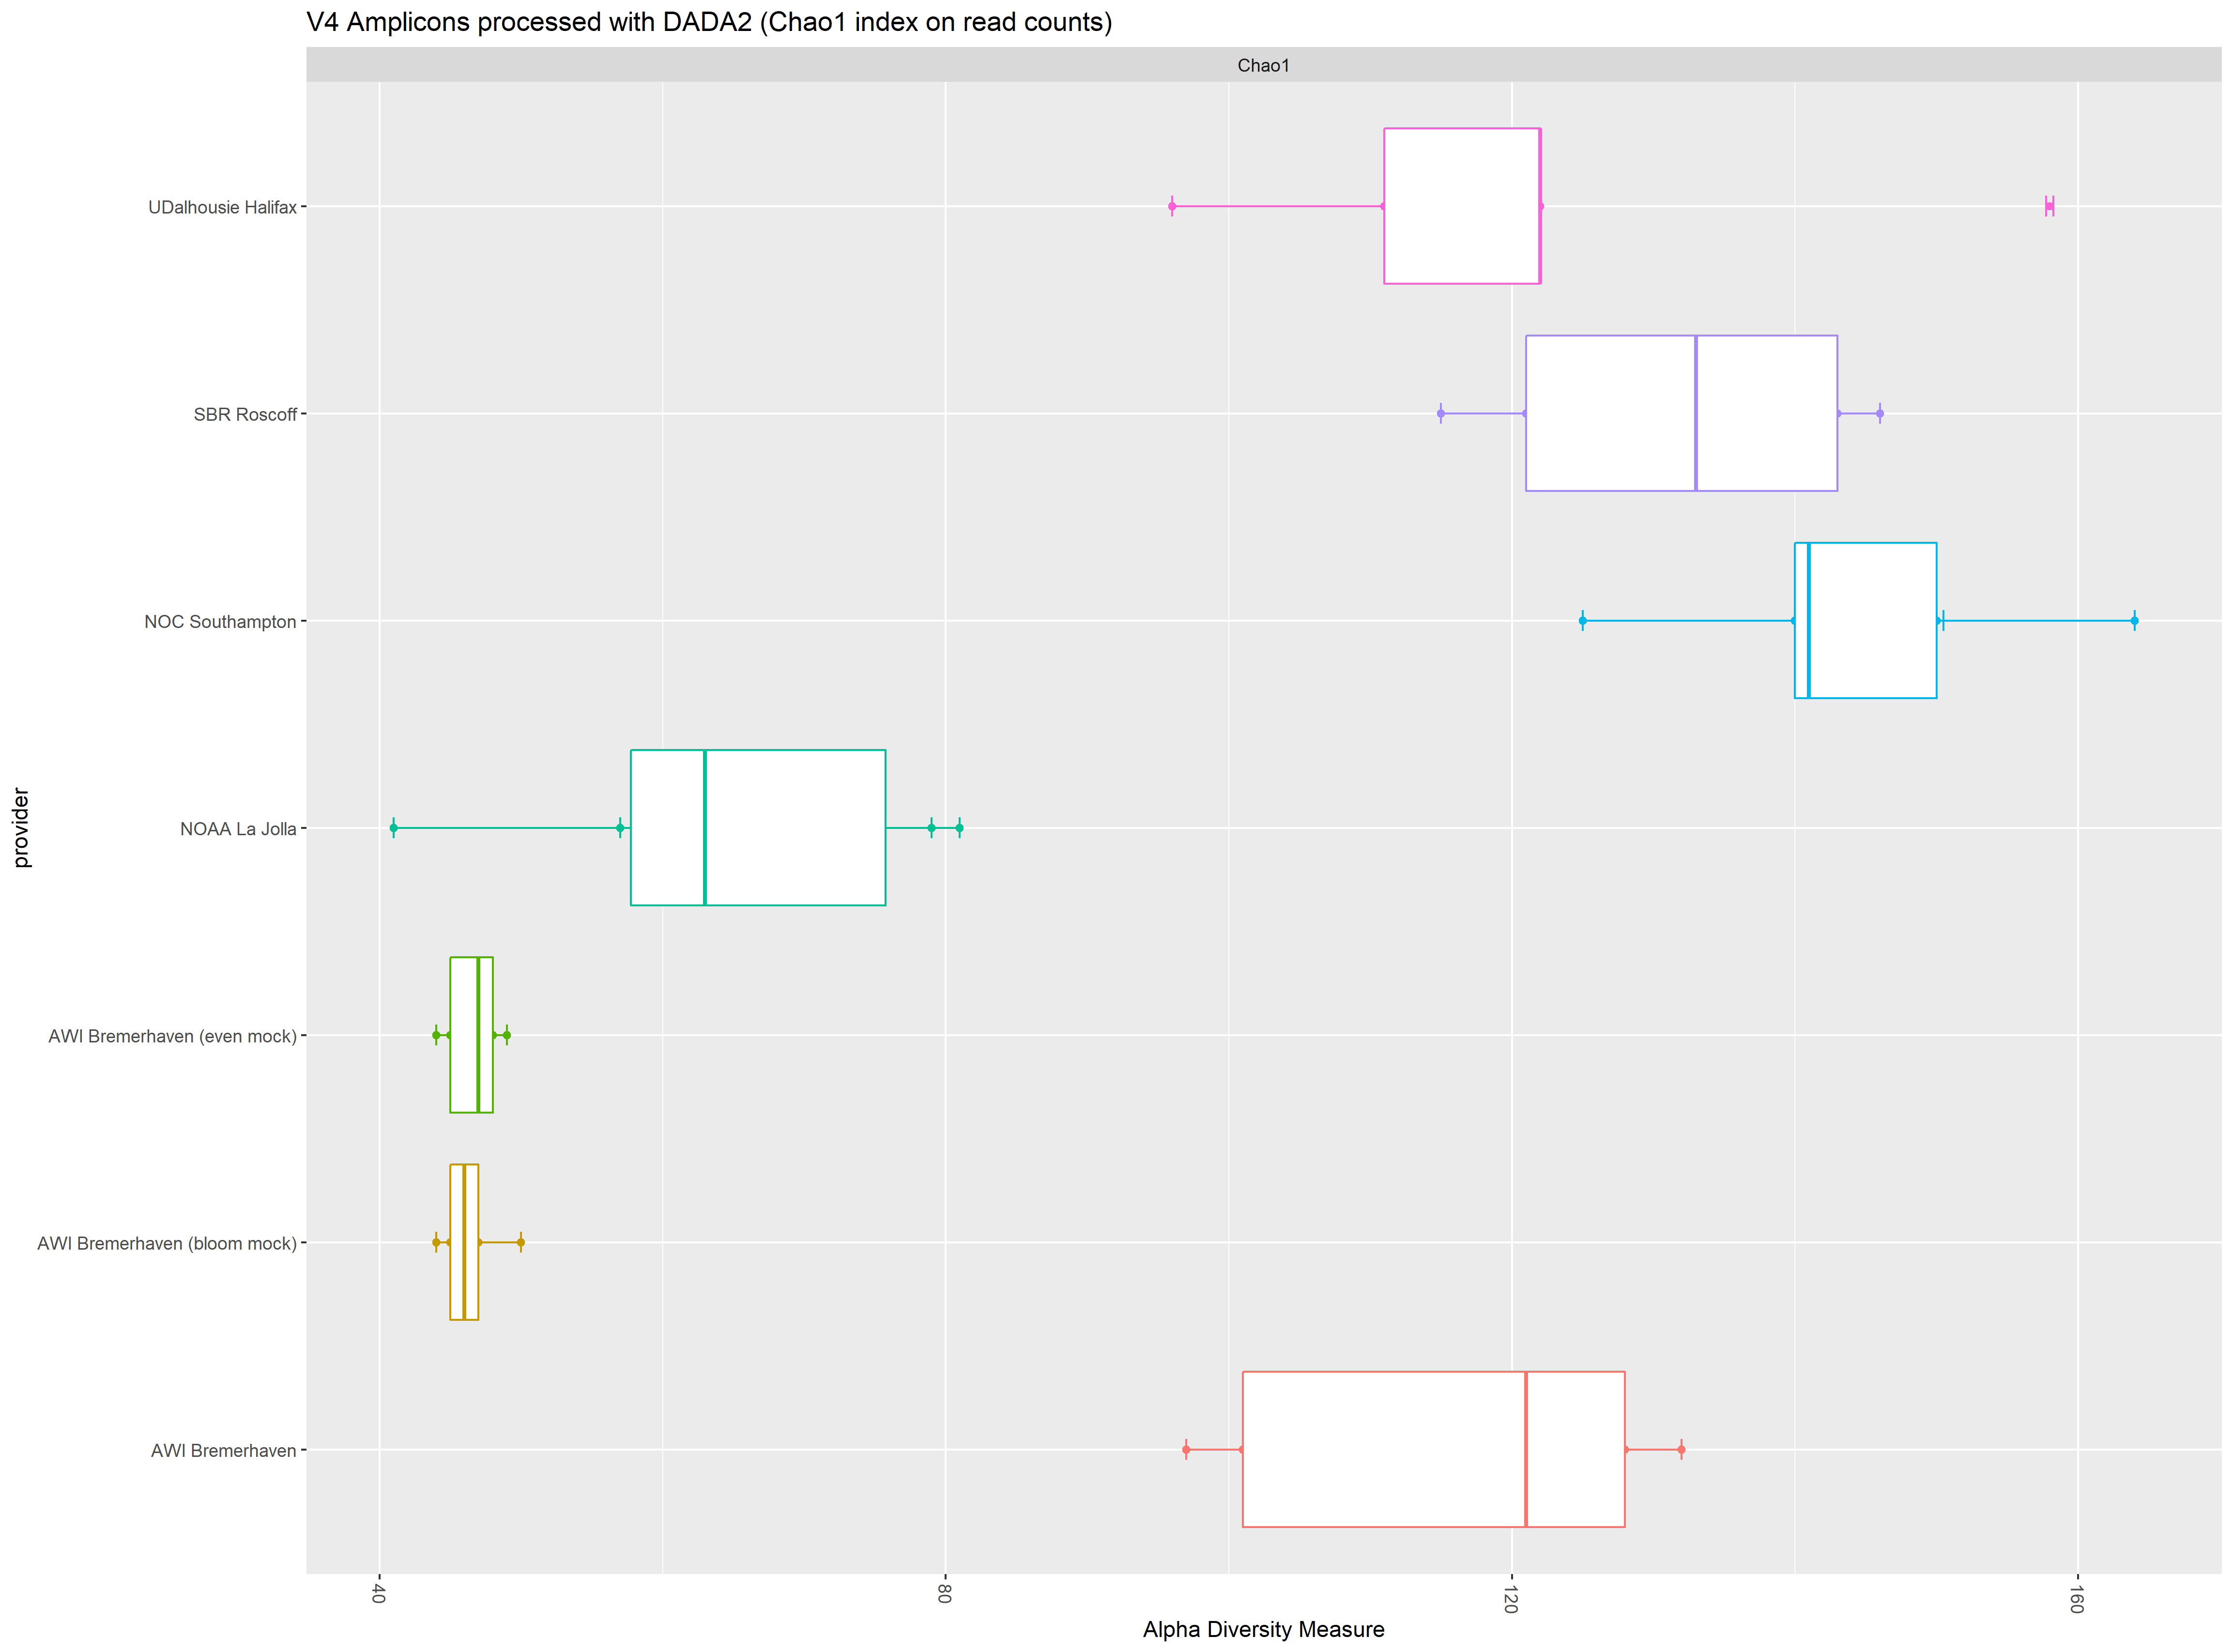 V4 Amplicons processed with DADA2 (Chao1 index on read counts)
Chao1
provider
UDalhousie Halifax
SBR Roscoff
NOC Southampton
NOAA La Jolla
AWI Bremerhaven (even mock)
AWI Bremerhaven (bloom mock)
AWI Bremerhaven
40 80 120 160
Alpha Diversity Measure